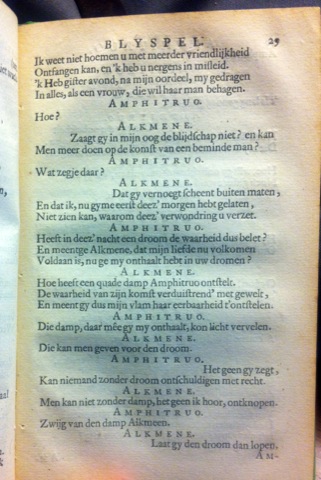 BLYSPEL. 29
Ik weet niet hoemen u met meerder vriendlijkheid
Ontfangen kan, en 'k heb u nergens in misleid.
'k Heb gister avond, na mijn oordeel, my gedragen
In alles, als een vrouw, die wil haar man behagen.
AMPHITRUO.
Hoe?
ALKMENE.
Zaagt gy in mijn oog de blijdschap niet? en kan
Men meer doen op de komst van een beminde man?
AMPHITRUO.
Wat zegje daar?
ALKMENE.
Dat gy vernoegt scheent buiten maten,
En dat ik, nu gy me eerst deez' morgen hebt gelaten,
Niet zien kan, waarom deez' verwondring u verzet.
AMPHITRUO.
Heeft in deez' nacht een droom de waarheid dus belet?
En meentge Alkmene, dat mijn liefde nu volkomen
Voldaan is, nu ge my onthaalt hebt in uw dromen?
ALKMENE.
Hoe heeft een quade damp Amphitruo ontstelt.
De waarheid van zijn komst verduistrend' met gewelt,
En meent gy dus mijn vlam haar eerbaarheid t'ontstelen.
AMPHITRUO.
Die damp, daar mêe gy my onthaalt, kon licht vervelen.
ALKMENE.
Die kan men geven voor den droom.
AMPHITRUO.
Het geen gy zegt,
Kan niemand zonder droom ontschuldigen met recht.
ALKMENE.
Men kan niet zonder damp, het geen ik hoor, ontknopen.
AMPHITRUO.
Zwijg van den damp Alkmeen.
ALKMENE.
Laat gy den droom dan lopen.
AM-